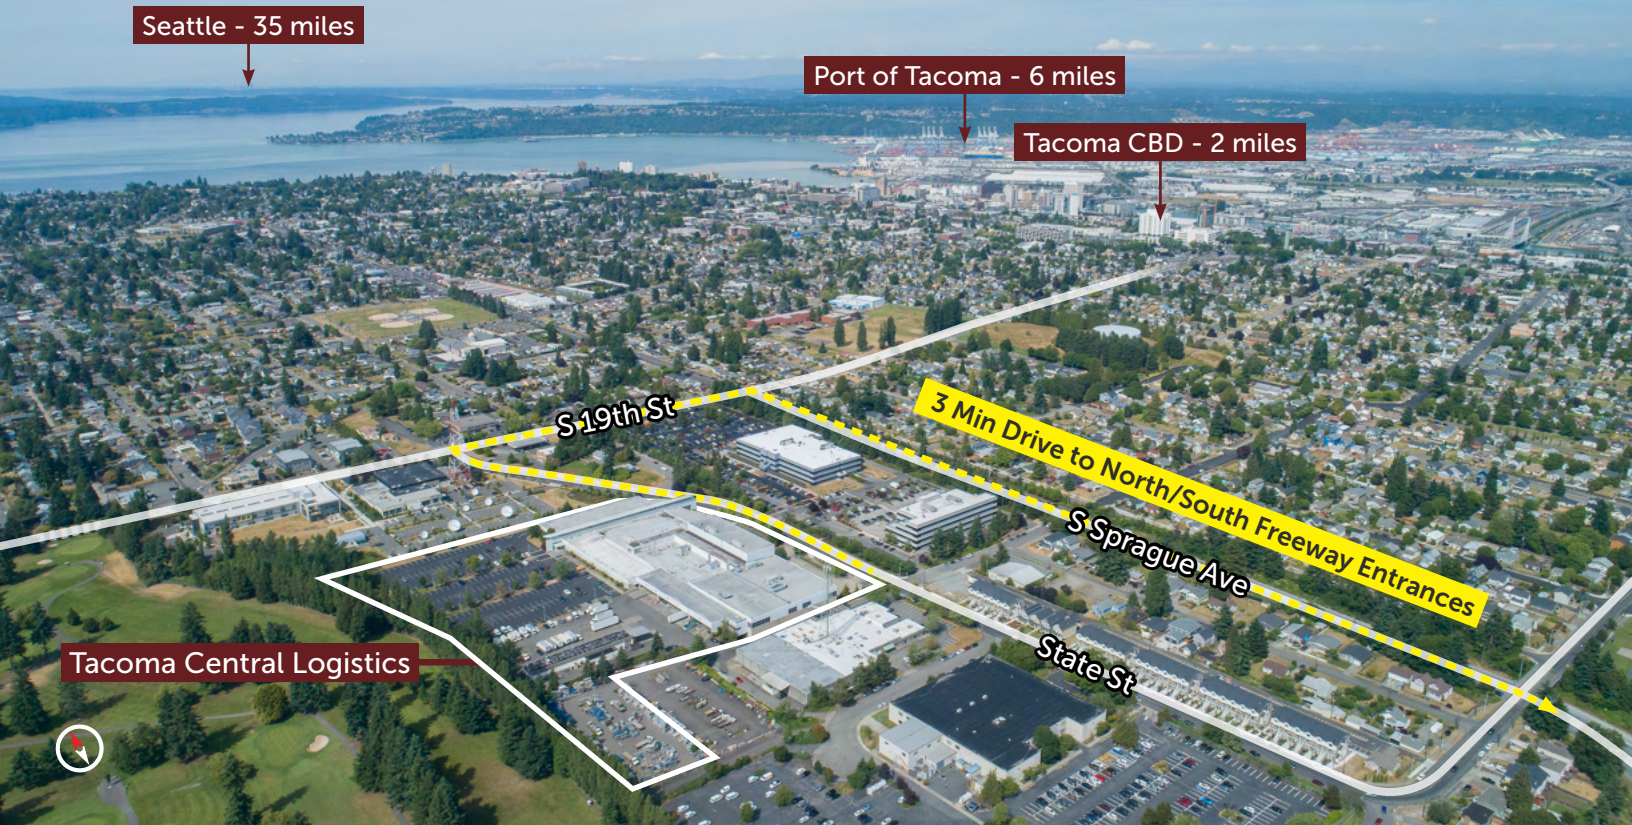 Seattle - 35 miles
Port of Tacoma - 6 miles
Tacoma CBD - 2 miles
S 19th St
3 Min Drive to North/South Freeway Entrances
S Sprague Ave
State St
Tacoma Central Logistics